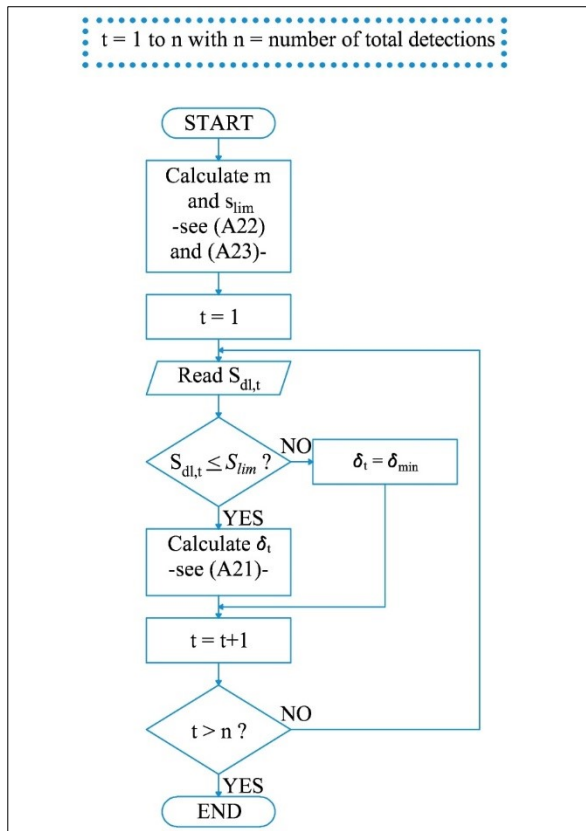 t = 1 to n with n = number of total detections
START
Calculate m
and s_lim
-see (A22)
and (A23)-
t = 1
Read S_dl,t
S_dl,t ≤ S_lim ?
NO
δ_t = δ_min
YES
Calculate δ_t
-see (A21)-
t = t+1
t > n ?
NO
YES
END